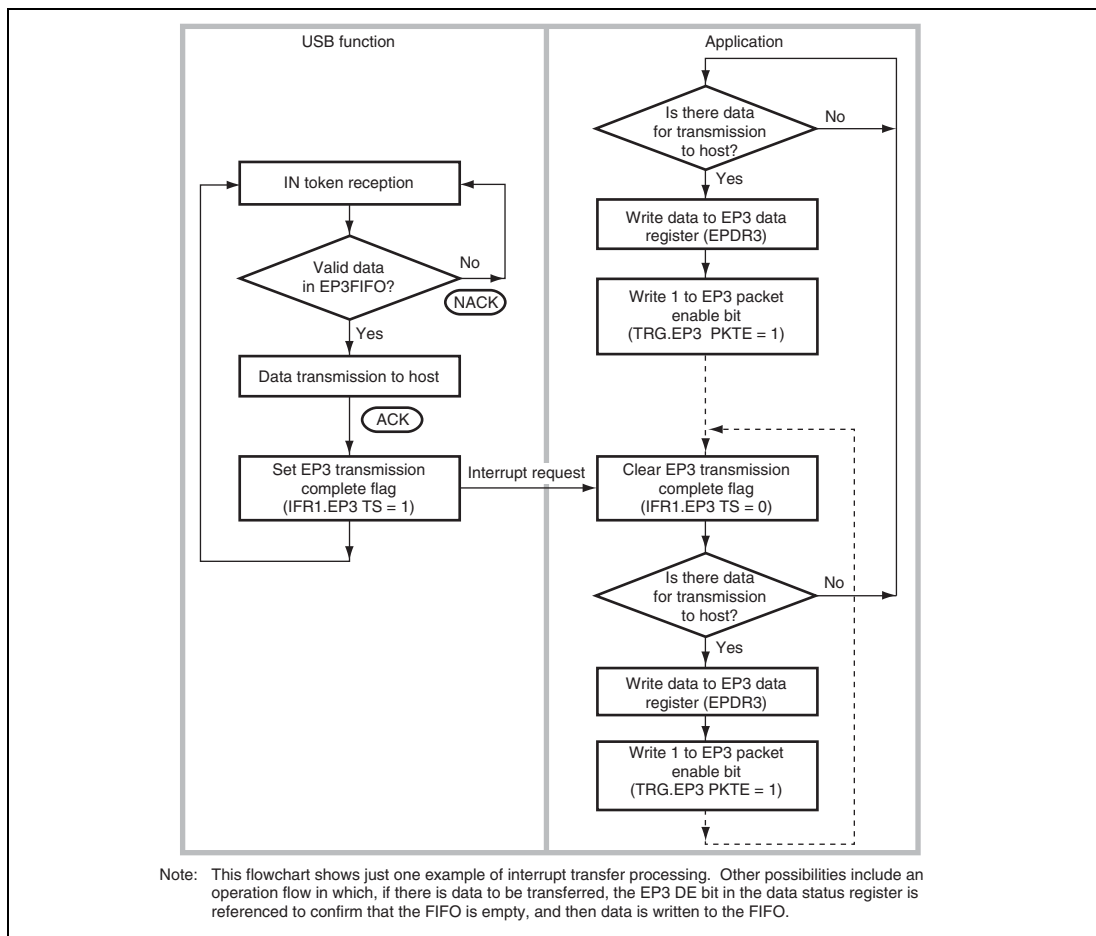 USB function
IN token reception
Valid data
in EP3FIFO?
No
NACK
Yes
Data transmission to host
ACK
Set EP3 transmission
complete flag
(IFR1.EP3 TS = 1)
Interrupt request
Application
Is there data
for transmission
to host?
No
Yes
Write data to EP3 data
register (EPDR3)
Write 1 to EP3 packet
enable bit
(TRG.EP3 PKTE = 1)
Clear EP3 transmission
complete flag
(IFR1.EP3 TS = 0)
Is there data
for transmission
to host?
No
Yes
Write data to EP3 data
register (EPDR3)
Write 1 to EP3 packet
enable bit
(TRG.EP3 PKTE = 1)
Note: This flowchart shows just one example of interrupt transfer processing. Other possibilities include an
operation flow in which, if there is data to be transferred, the EP3 DE bit in the data status register is
referenced to confirm that the FIFO is empty, and then data is written to the FIFO.